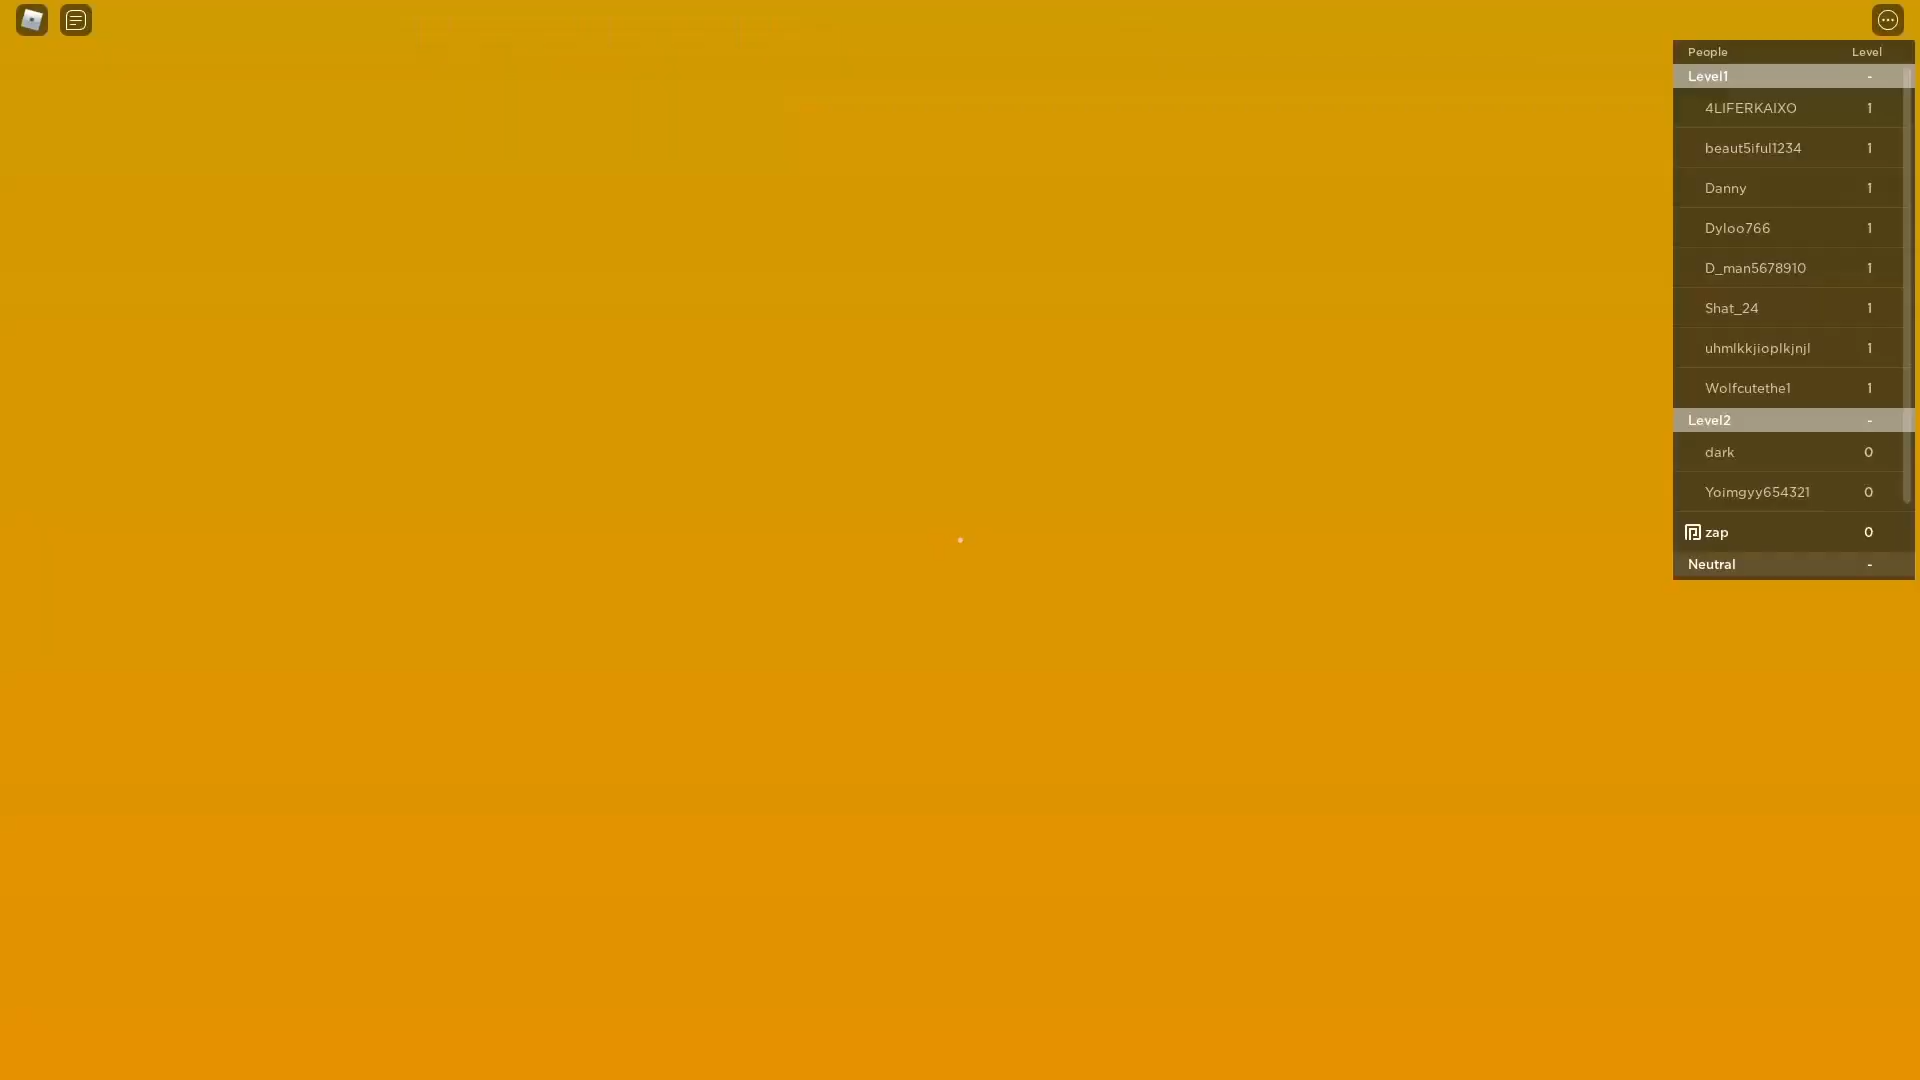 People Level
Level1 -
4LIFERKAIXO 1
beaut5iful1234 1
Danny 1
Dyloo766 1
D_man5678910 1
Shat_24 1
uhmlkkjioplkjnjl 1
Wolfcutethe1 1
Level2 -
dark 0
Yoimgyy654321 0
zap 0
Neutral -